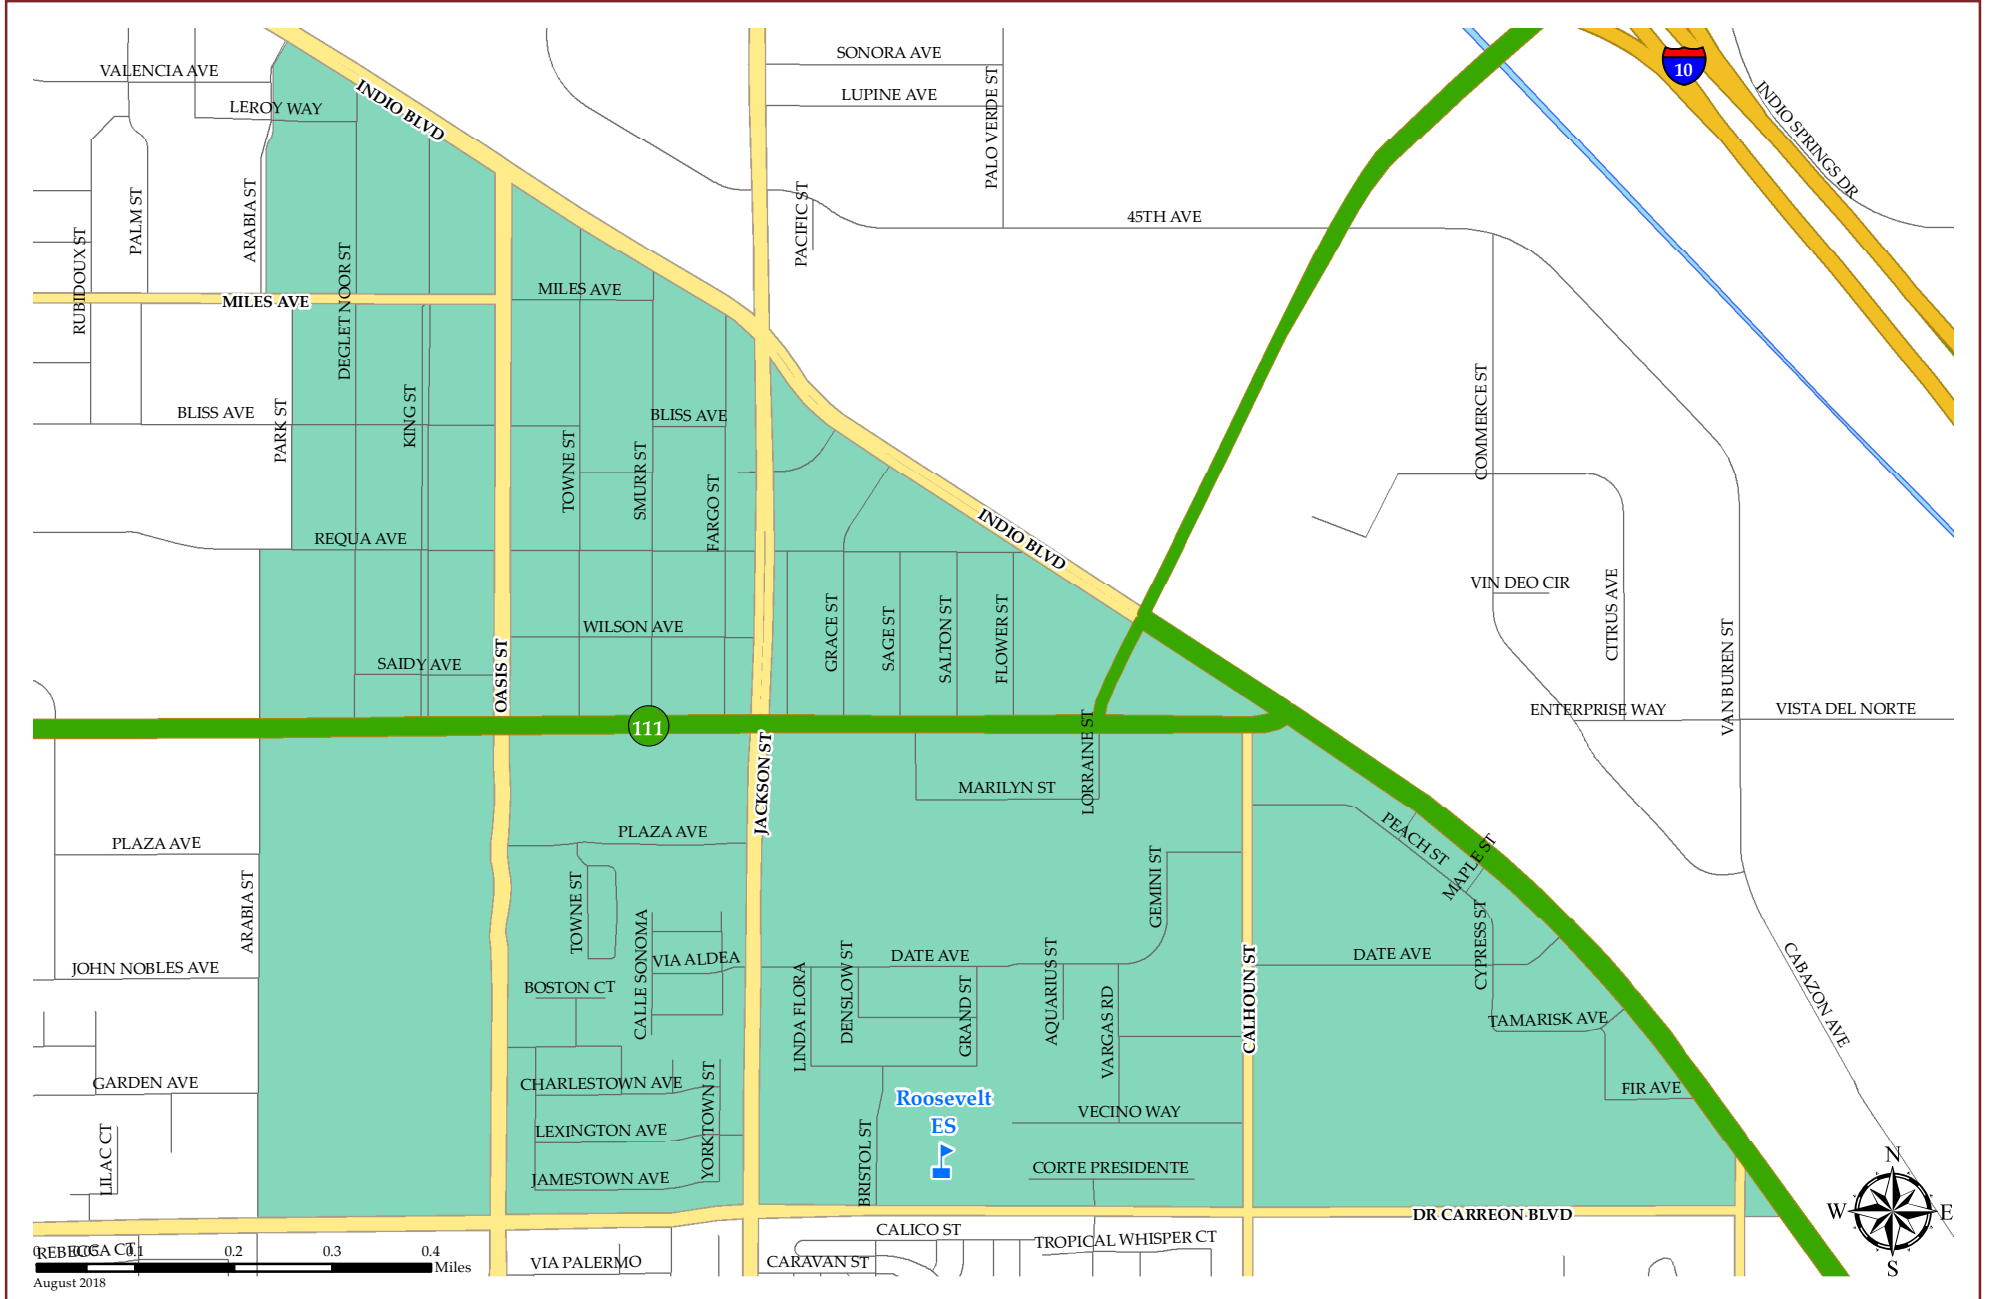 SONORA AVE
10
VALENCIA AVE
LEROY WAY
INDIO BLVD
LUPINE AVE
PALO VERDE ST
INDIO SPRINGS DR
RUBIDOUX ST
PALM ST
ARABIA ST
PACIFIC ST
45TH AVE
DEGLET NOOR ST
MILES AVE
MILES AVE
BLISS AVE
PARK ST
KING ST
BLISS AVE
TOWNE ST
SMURR ST
FARGO ST
COMMERCE ST
INDIO BLVD
REQUA AVE
VIN DEO CIR
CITRUS AVE
WILSON AVE
GRACE ST
SAGE ST
SALTON ST
FLOWER ST
SAIDY AVE
OASIS ST
VAN BUREN ST
ENTERPRISE WAY
VISTA DEL NORTE
111
JACKSON ST
LORRAINE ST
MARILYN ST
PLAZA AVE
PLAZA AVE
PEACH ST
MAPLE ST
ARABIA ST
TOWNE ST
CALLE SONOMA
GEMINI ST
CYPRESS ST
JOHN NOBLES AVE
VIA ALDEA
DATE AVE
DATE AVE
BOSTON CT
LINDA FLORA
DENSLOW ST
GRAND ST
AQUARIUS ST
VARGAS RD
CALHOUN ST
CABAZON AVE
TAMARISK AVE
GARDEN AVE
CHARLESTOWN AVE
YORKTOWN ST
Roosevelt
ES
FIR AVE
VECINO WAY
LILAC CT
LEXINGTON AVE
BRISTOL ST
JAMESTOWN AVE
CORTE PRESIDENTE
N
W
E
S
DR CARREON BLVD
CALICO ST
TROPICAL WHISPER CT
REBECCA CT
VIA PALERMO
CARAVAN ST
0 0.05 0.1 0.2 0.3 0.4
Miles
August 2018